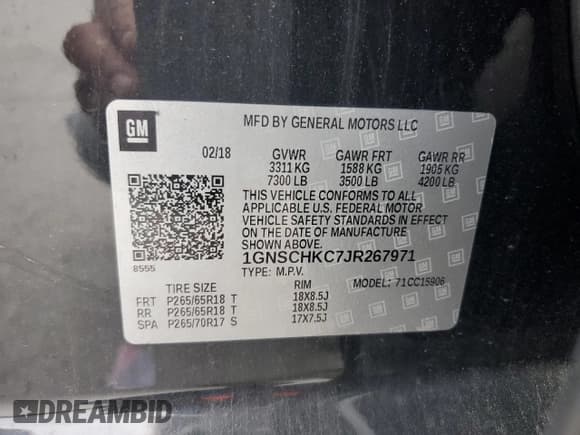 GM
MFD BY GENERAL MOTORS LLC
02/18 GVWR GAWR FRT GAWR RR
3311 KG 1588 KG 1905 KG
7300 LB 3500 LB 4200 LB
THIS VEHICLE CONFORMS TO ALL
APPLICABLE U.S. FEDERAL MOTOR
VEHICLE SAFETY STANDARDS IN EFFECT
ON THE DATE OF MANUFACTURE
SHOWN ABOVE.
1GNSCHKC7JR267971
8555
TYPE: M.P.V. MODEL: 71CC15906
TIRE SIZE RIM
FRT P265/65R18 T 18X8.5J
RR P265/65R18 T 18X8.5J
SPA P265/70R17 S 17X7.5J
DREAMBID